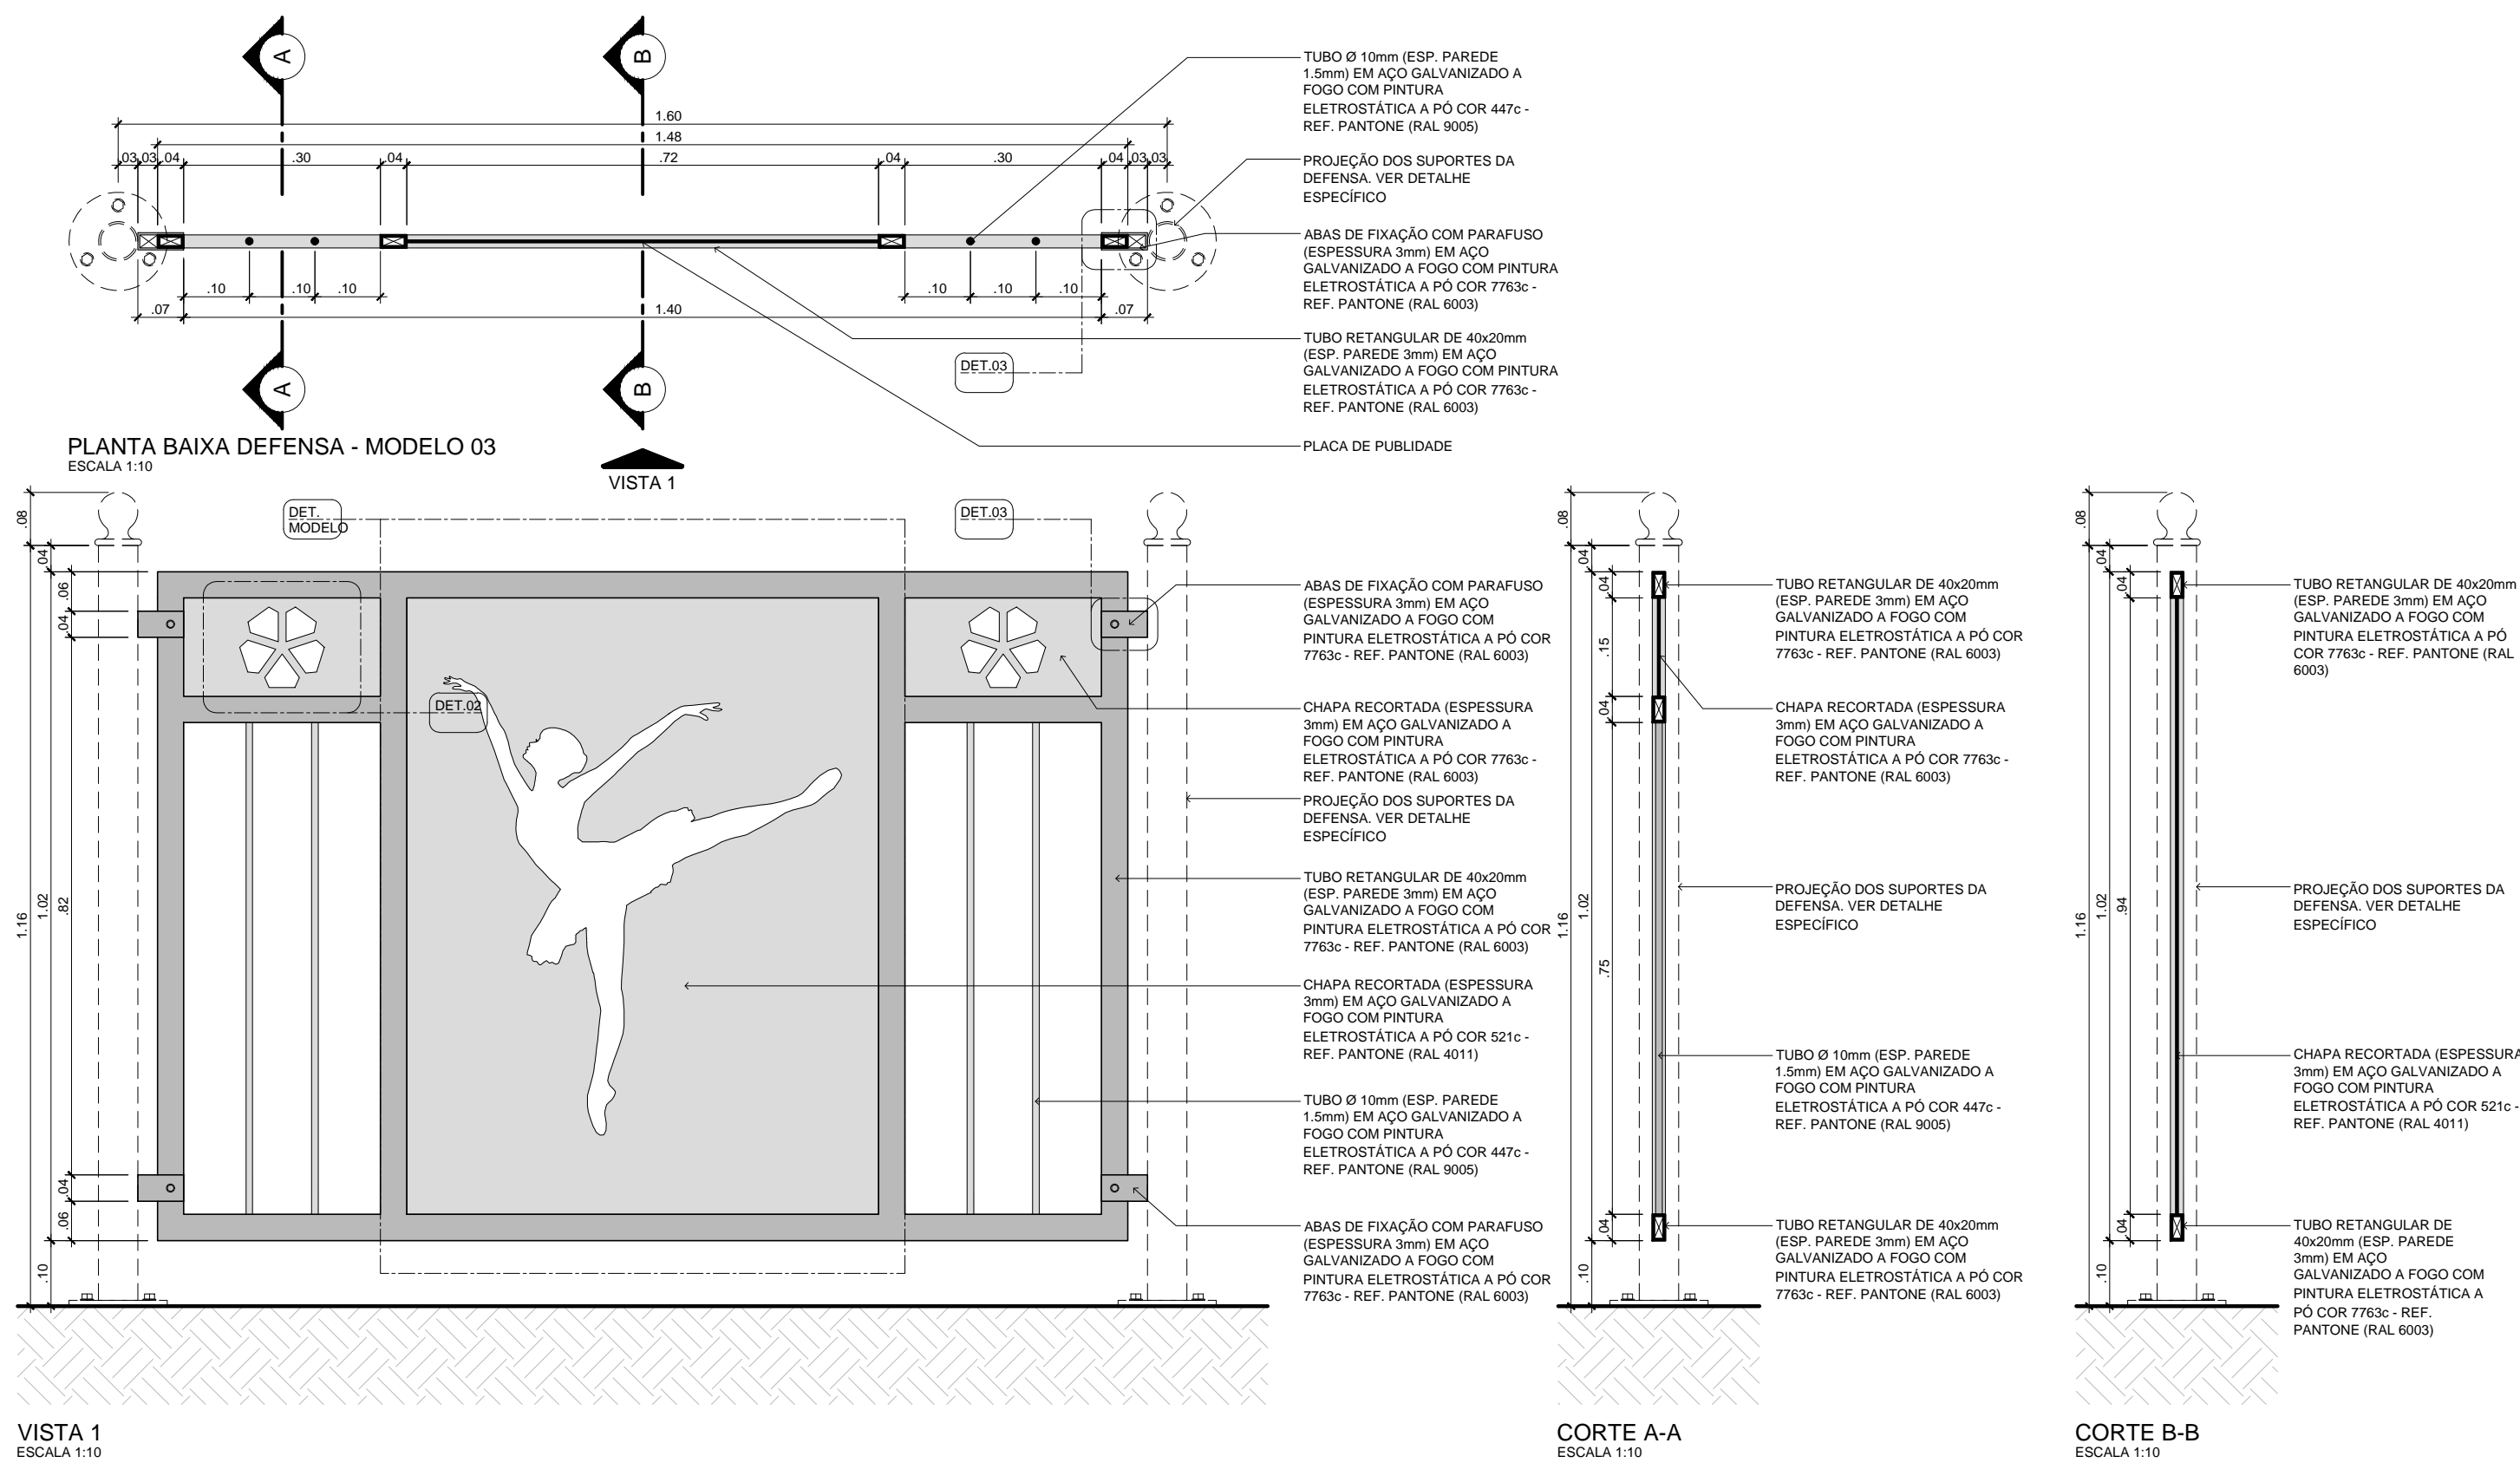 A
B
1.60
1.48
.03
.03
.04
.30
.04
.72
.04
.30
.04
.03
.03
.10
.10
.10
.10
.10
.10
.07
1.40
.07
A
B
DET.03
TUBO Ø 10mm (ESP. PAREDE
1.5mm) EM AÇO GALVANIZADO A
FOGO COM PINTURA
ELETROSTÁTICA A PÓ COR 447c -
REF. PANTONE (RAL 9005)
PROJEÇÃO DOS SUPORTES DA
DEFENSA. VER DETALHE
ESPECÍFICO
ABAS DE FIXAÇÃO COM PARAFUSO
(ESPESSURA 3mm) EM AÇO
GALVANIZADO A FOGO COM PINTURA
ELETROSTÁTICA A PÓ COR 7763c -
REF. PANTONE (RAL 6003)
TUBO RETANGULAR DE 40x20mm
(ESP. PAREDE 3mm) EM AÇO
GALVANIZADO A FOGO COM PINTURA
ELETROSTÁTICA A PÓ COR 7763c -
REF. PANTONE (RAL 6003)
PLACA DE PUBLIDADE
PLANTA BAIXA DEFENSA - MODELO 03
ESCALA 1:10
VISTA 1
DET.
MODELO
DET.03
DET.02
.08
.04
.06
.04
1.16
1.02
.82
.04
.06
.10
ABAS DE FIXAÇÃO COM PARAFUSO
(ESPESSURA 3mm) EM AÇO
GALVANIZADO A FOGO COM
PINTURA ELETROSTÁTICA A PÓ COR
7763c - REF. PANTONE (RAL 6003)
CHAPA RECORTADA (ESPESSURA
3mm) EM AÇO GALVANIZADO A
FOGO COM PINTURA
ELETROSTÁTICA A PÓ COR 7763c -
REF. PANTONE (RAL 6003)
PROJEÇÃO DOS SUPORTES DA
DEFENSA. VER DETALHE
ESPECÍFICO
TUBO RETANGULAR DE 40x20mm
(ESP. PAREDE 3mm) EM AÇO
GALVANIZADO A FOGO COM
PINTURA ELETROSTÁTICA A PÓ COR
7763c - REF. PANTONE (RAL 6003)
CHAPA RECORTADA (ESPESSURA
3mm) EM AÇO GALVANIZADO A
FOGO COM PINTURA
ELETROSTÁTICA A PÓ COR 521c -
REF. PANTONE (RAL 4011)
TUBO Ø 10mm (ESP. PAREDE
1.5mm) EM AÇO GALVANIZADO A
FOGO COM PINTURA
ELETROSTÁTICA A PÓ COR 447c -
REF. PANTONE (RAL 9005)
ABAS DE FIXAÇÃO COM PARAFUSO
(ESPESSURA 3mm) EM AÇO
GALVANIZADO A FOGO COM
PINTURA ELETROSTÁTICA A PÓ COR
7763c - REF. PANTONE (RAL 6003)
VISTA 1
ESCALA 1:10
.08
.04
.04
.15
.04
1.16
1.02
.75
.04
.10
TUBO RETANGULAR DE 40x20mm
(ESP. PAREDE 3mm) EM AÇO
GALVANIZADO A FOGO COM
PINTURA ELETROSTÁTICA A PÓ COR
7763c - REF. PANTONE (RAL 6003)
CHAPA RECORTADA (ESPESSURA
3mm) EM AÇO GALVANIZADO A
FOGO COM PINTURA
ELETROSTÁTICA A PÓ COR 7763c -
REF. PANTONE (RAL 6003)
PROJEÇÃO DOS SUPORTES DA
DEFENSA. VER DETALHE
ESPECÍFICO
TUBO Ø 10mm (ESP. PAREDE
1.5mm) EM AÇO GALVANIZADO A
FOGO COM PINTURA
ELETROSTÁTICA A PÓ COR 447c -
REF. PANTONE (RAL 9005)
TUBO RETANGULAR DE 40x20mm
(ESP. PAREDE 3mm) EM AÇO
GALVANIZADO A FOGO COM
PINTURA ELETROSTÁTICA A PÓ COR
7763c - REF. PANTONE (RAL 6003)
CORTE A-A
ESCALA 1:10
.08
.04
.04
1.16
1.02
.94
.04
.10
TUBO RETANGULAR DE 40x20mm
(ESP. PAREDE 3mm) EM AÇO
GALVANIZADO A FOGO COM
PINTURA ELETROSTÁTICA A PÓ
COR 7763c - REF. PANTONE (RAL
6003)
PROJEÇÃO DOS SUPORTES DA
DEFENSA. VER DETALHE
ESPECÍFICO
CHAPA RECORTADA (ESPESSURA
3mm) EM AÇO GALVANIZADO A
FOGO COM PINTURA
ELETROSTÁTICA A PÓ COR 521c -
REF. PANTONE (RAL 4011)
TUBO RETANGULAR DE
40x20mm (ESP. PAREDE
3mm) EM AÇO
GALVANIZADO A FOGO COM
PINTURA ELETROSTÁTICA A
PÓ COR 7763c - REF.
PANTONE (RAL 6003)
CORTE B-B
ESCALA 1:10